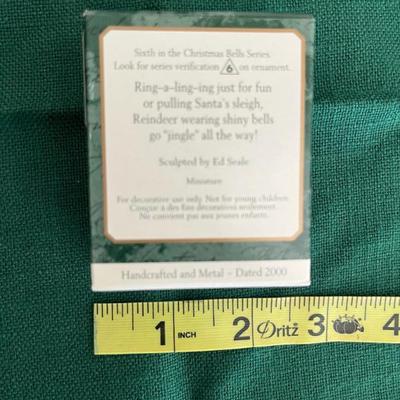 Sixth in the Christmas Bells Series.
Look for series verification 6 on ornament.
Ring-a-ling-ing just for fun
or pulling Santa's sleigh,
Reindeer wearing shiny bells
go "jingle" all the way!
Sculpted by Ed Seale
Miniature
For decorative use only. Not for young children.
Conçue à des fins décoratives seulement.
Ne convient pas aux jeunes enfants.
Handcrafted and Metal – Dated 2000
1 INCH 2 Dritz 3 4